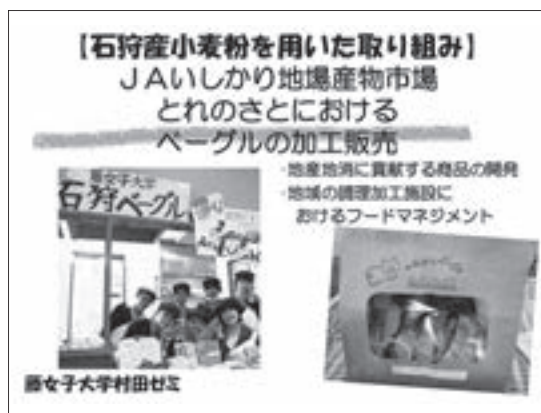 【石狩産小麦粉を用いた取り組み】
JAいしかり地場産物市場
とれのさとにおける
ベーグルの加工販売
・地産地消に貢献する商品の開発
・地域の調理加工施設に
おけるフードマネジメント
藤女子大学
石狩ベーグル
藤女子大学村田ゼミ